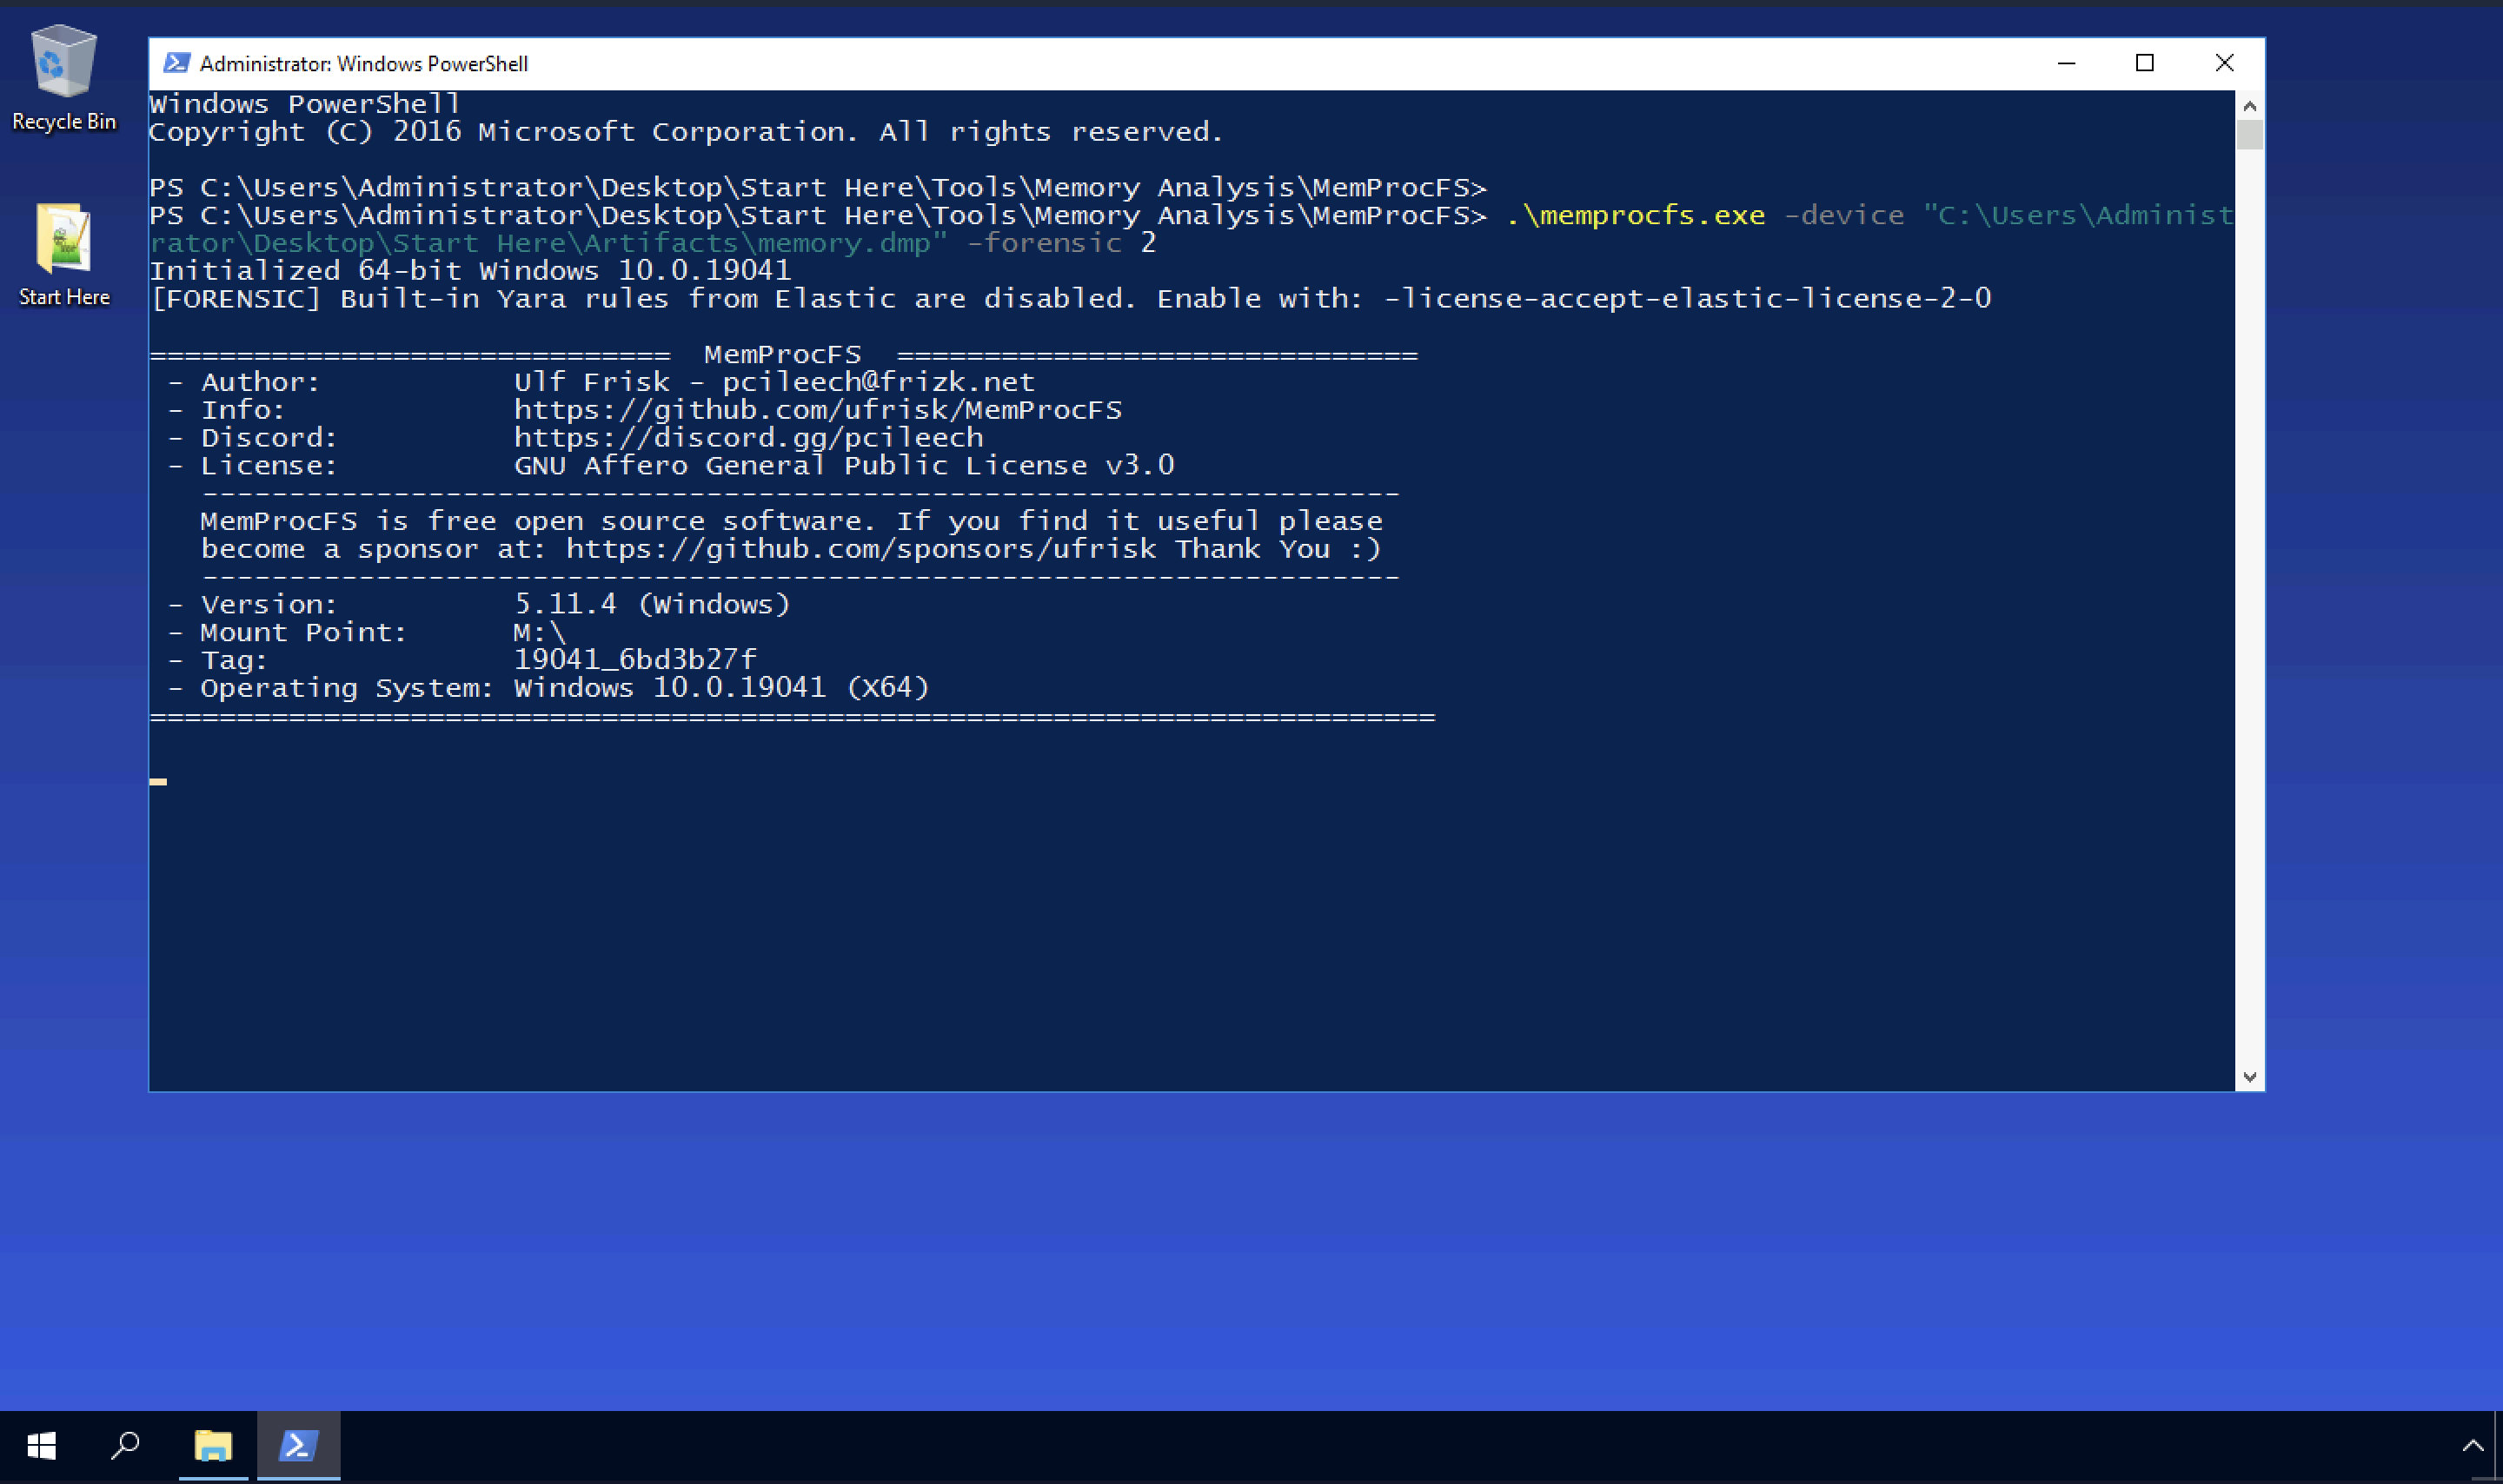 Recycle Bin
Start Here
Administrator: Windows PowerShell
Windows PowerShell
Copyright (C) 2016 Microsoft Corporation. All rights reserved.
PS C:\Users\Administrator\Desktop\Start Here\Tools\Memory Analysis\MemProcFS>
PS C:\Users\Administrator\Desktop\Start Here\Tools\Memory Analysis\MemProcFS> .\memprocfs.exe -device "C:\Users\Administ
rator\Desktop\Start Here\Artifacts\memory.dmp" -forensic 2
Initialized 64-bit Windows 10.0.19041
[FORENSIC] Built-in Yara rules from Elastic are disabled. Enable with: -license-accept-elastic-license-2-0
============================== MemProcFS ==============================
- Author: Ulf Frisk - pcileech@frizk.net
- Info: https://github.com/ufrisk/MemProcFS
- Discord: https://discord.gg/pcileech
- License: GNU Affero General Public License v3.0
---------------------------------------------------------------------
MemProcFS is free open source software. If you find it useful please
become a sponsor at: https://github.com/sponsors/ufrisk Thank You :)
---------------------------------------------------------------------
- Version: 5.11.4 (Windows)
- Mount Point: M:\
- Tag: 19041_6bd3b27f
- Operating System: Windows 10.0.19041 (X64)
==========================================================================